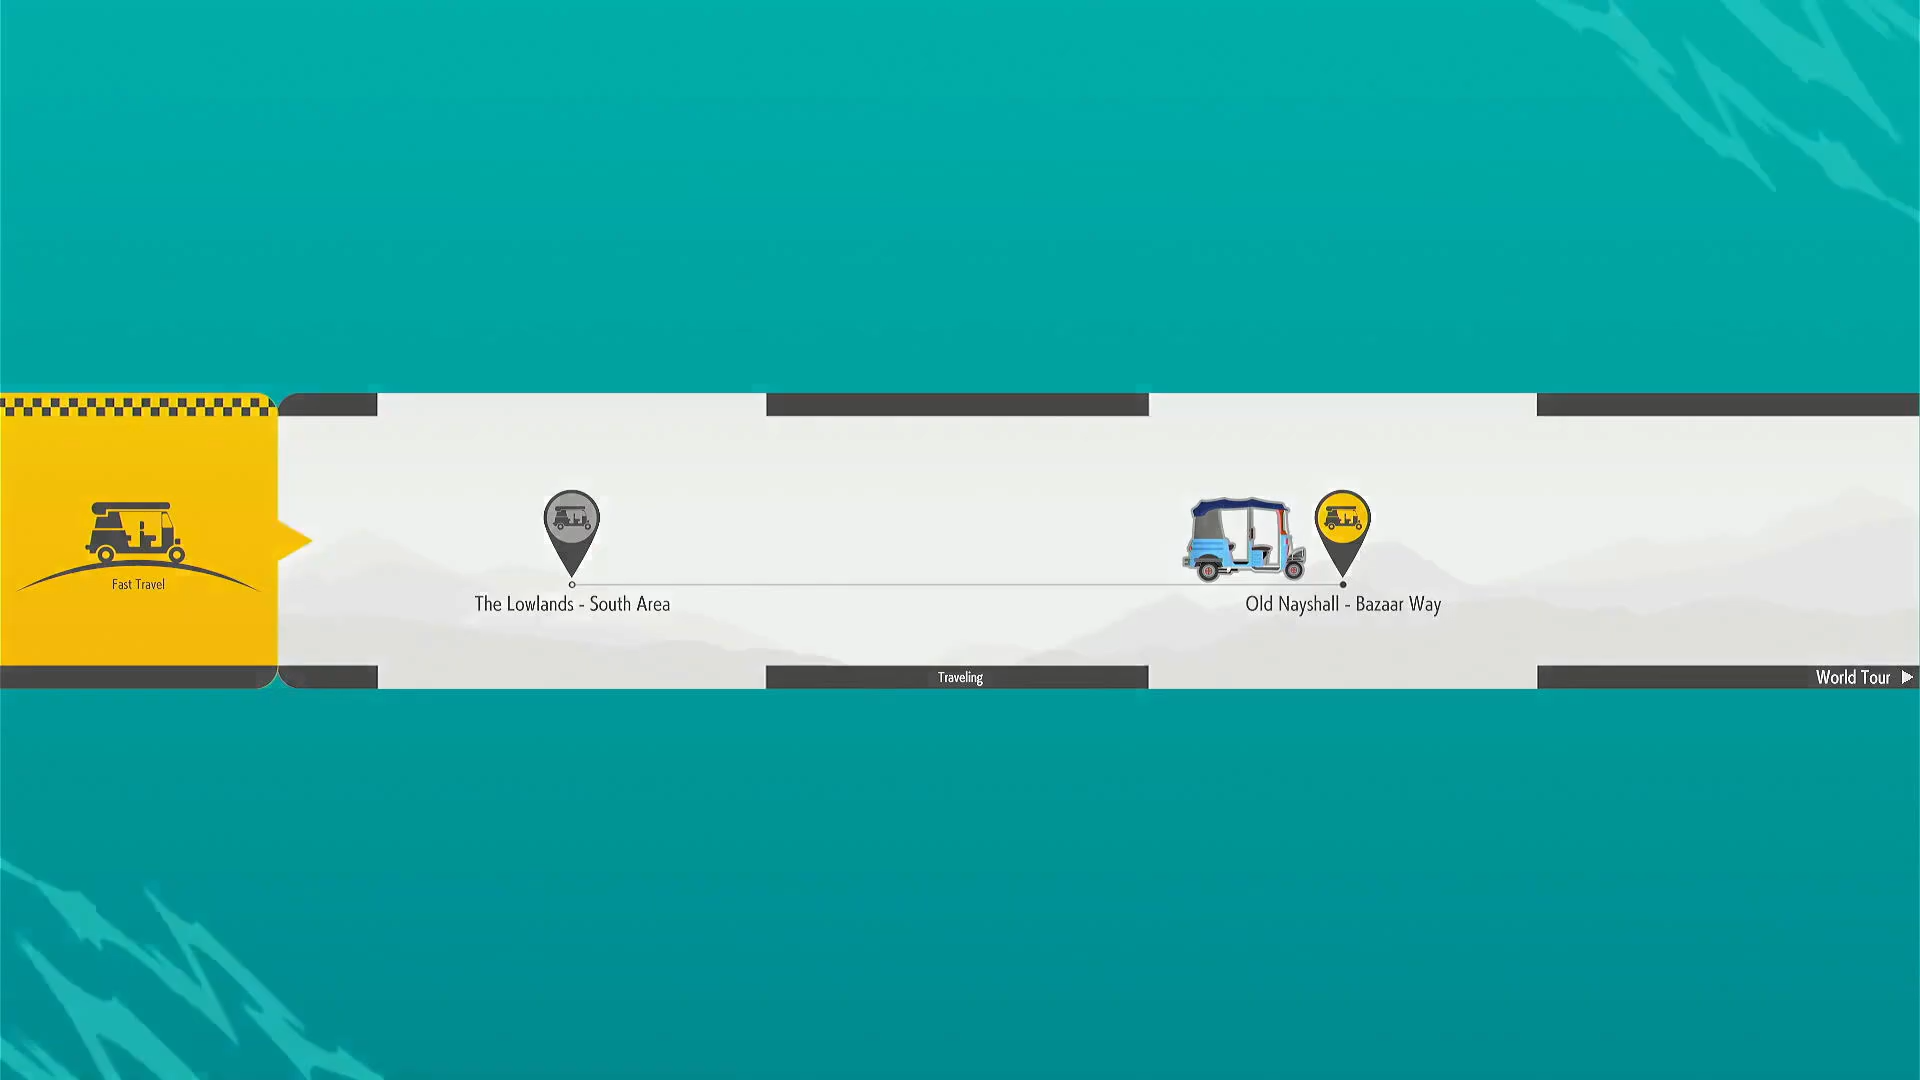 Fast Travel
The Lowlands - South Area
Old Nayshall - Bazaar Way
Traveling
World Tour